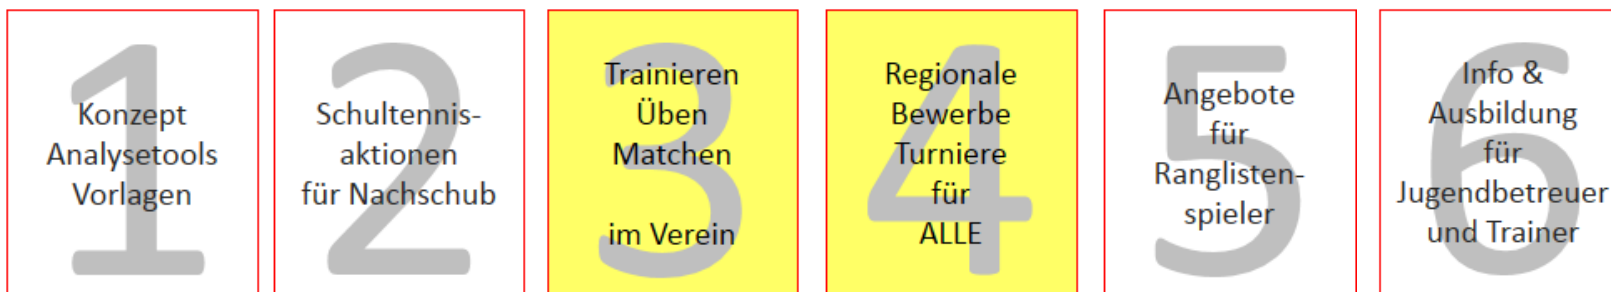 1
Konzept
Analysetools
Vorlagen
2
Schultennis-
aktionen
für Nachschub
3
Trainieren
Üben
Matchen
im Verein
4
Regionale
Bewerbe
Turniere
für
ALLE
5
Angebote
für
Ranglisten-
spieler
6
Info &
Ausbildung
für
Jugendbetreuer
und Trainer